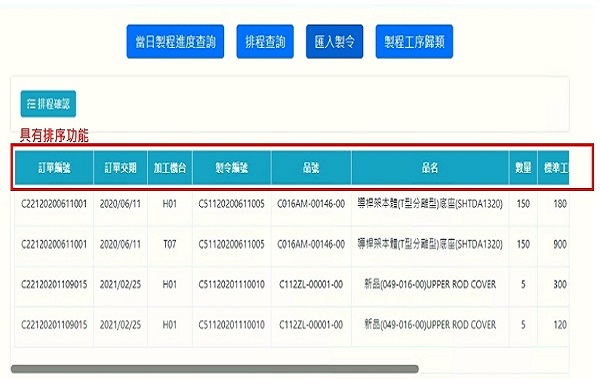 當日製程進度查詢 排程查詢 匯入製令 製程工序歸類
排程確認
具有排序功能
訂單編號 訂單交期 加工機台 製令編號 品號 品名 數量 標準工
C22120200611001 2020/06/11 H01 C51120200611005 C016AM-00146-00 導桿架本體(T型分離型)底座(SHTDA1320) 150 180
C22120200611001 2020/06/11 T07 C51120200611005 C016AM-00146-00 導桿架本體(T型分離型)底座(SHTDA1320) 150 900
C22120201109015 2021/02/25 H01 C51120201110010 C112ZL-00001-00 新品(049-016-00)UPPER ROD COVER 5 300
C22120201109015 2021/02/25 H01 C51120201110010 C112ZL-00001-00 新品(049-016-00)UPPER ROD COVER 5 120